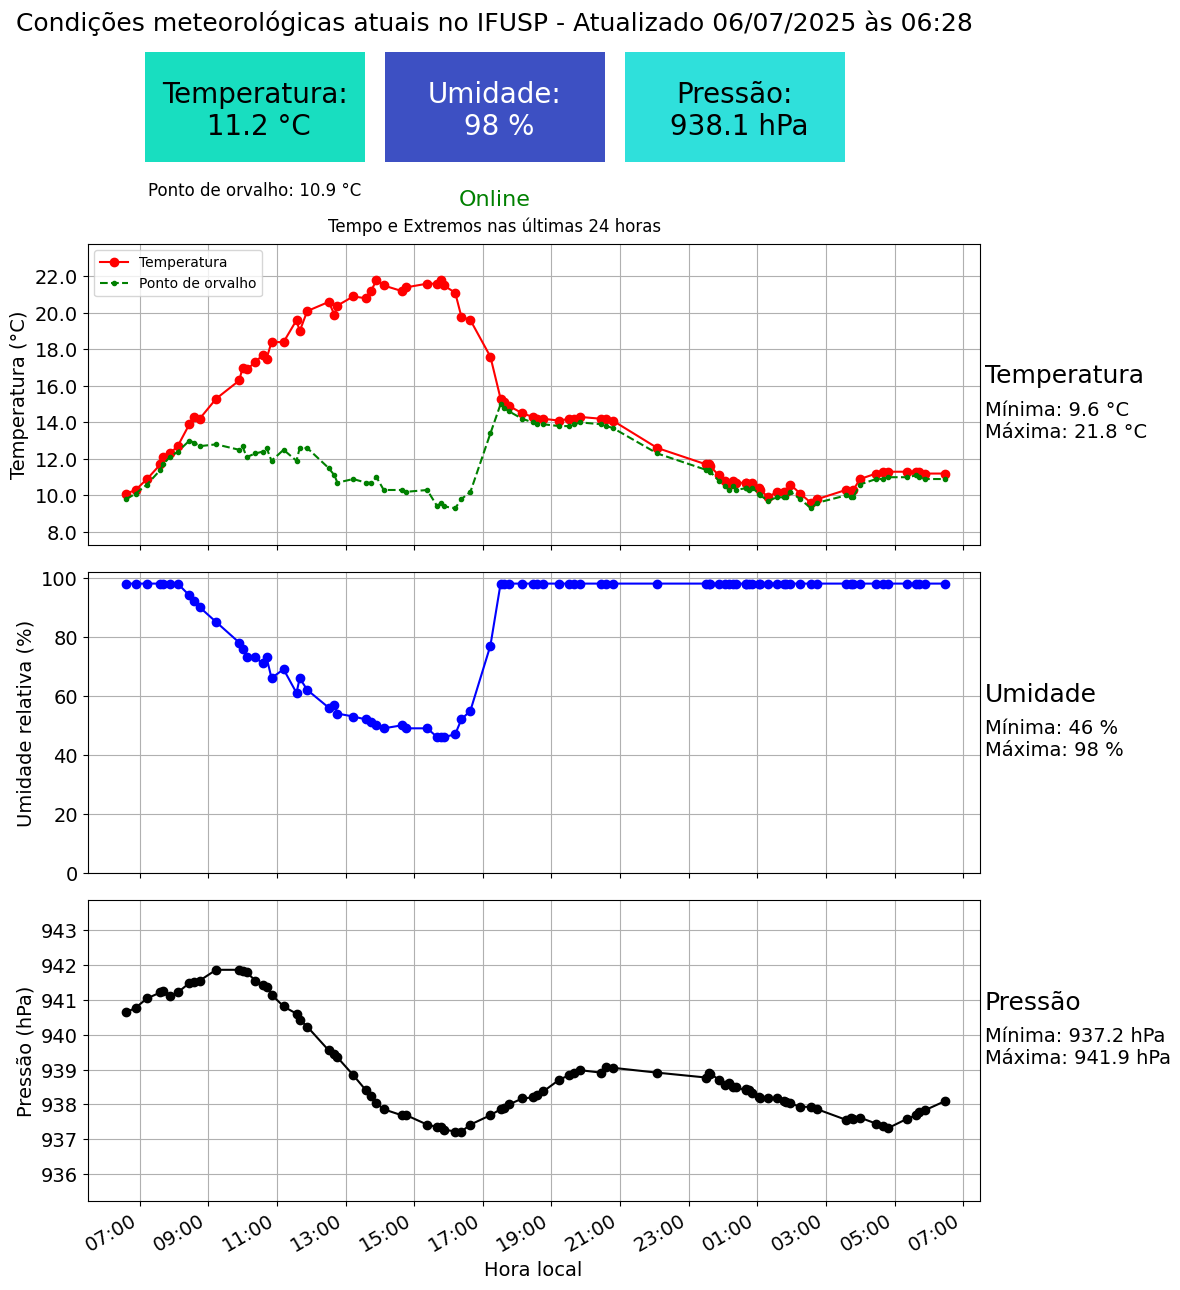 Condições meteorológicas atuais no IFUSP - Atualizado 06/07/2025 às 06:28
Temperatura:
11.2 °C
Umidade:
98 %
Pressão:
938.1 hPa
Ponto de orvalho: 10.9 °C
Online
Tempo e Extremos nas últimas 24 horas
Temperatura
Ponto de orvalho
Temperatura (°C)
22.0
20.0
18.0
16.0
14.0
12.0
10.0
8.0
Temperatura
Mínima: 9.6 °C
Máxima: 21.8 °C
Umidade relativa (%)
100
80
60
40
20
0
Umidade
Mínima: 46 %
Máxima: 98 %
Pressão (hPa)
943
942
941
940
939
938
937
936
Pressão
Mínima: 937.2 hPa
Máxima: 941.9 hPa
07:00 09:00 11:00 13:00 15:00 17:00 19:00 21:00 23:00 01:00 03:00 05:00 07:00
Hora local